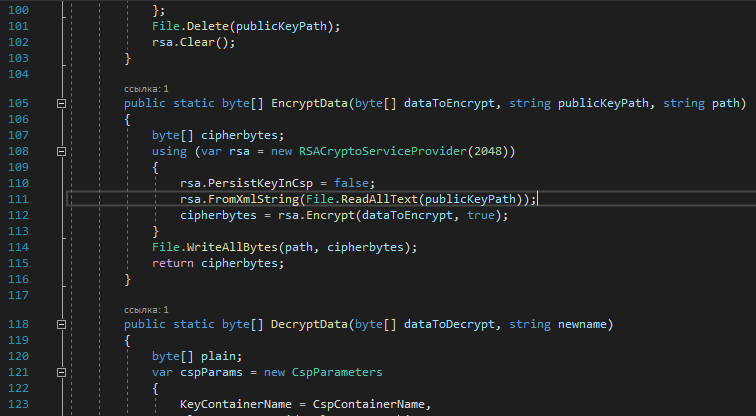 100 };
101 File.Delete(publicKeyPath);
102 rsa.Clear();
103 }
104
ссылка: 1
105 public static byte[] EncryptData(byte[] dataToEncrypt, string publicKeyPath, string path)
106 {
107 byte[] cipherbytes;
108 using (var rsa = new RSACryptoServiceProvider(2048))
109 {
110 rsa.PersistKeyInCsp = false;
111 rsa.FromXmlString(File.ReadAllText(publicKeyPath));
112 cipherbytes = rsa.Encrypt(dataToEncrypt, true);
113 }
114 File.WriteAllBytes(path, cipherbytes);
115 return cipherbytes;
116 }
117
ссылка: 1
118 public static byte[] DecryptData(byte[] dataToDecrypt, string newname)
119 {
120 byte[] plain;
121 var cspParams = new CspParameters
122 {
123 KeyContainerName = CspContainerName,